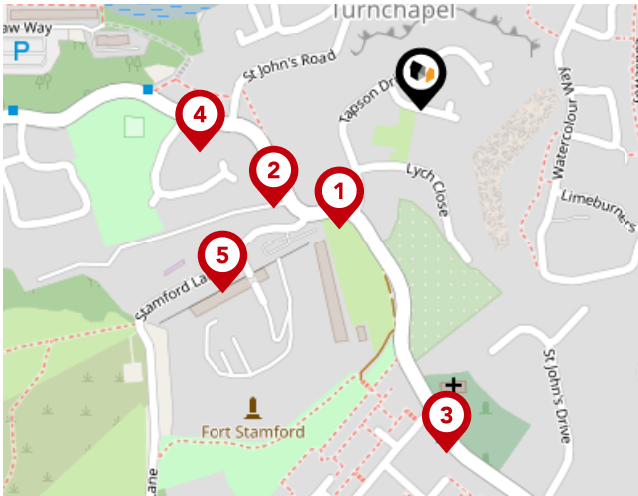 Turnchapel
aw Way
P
St John's Road
Tapson Dr
4
Watercolour Way
2
1
Lych Close
Limeburners
5
Stamford La
St John's Drive
3
Fort Stamford
ane